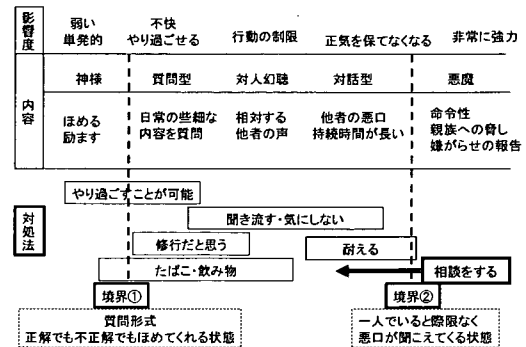 影響度
弱い
単発的
不快
やり過ごせる
行動の制限
正気を保てなくなる
非常に強力
内容
神様
質問型
対人幻聴
対話型
悪魔
ほめる
励ます
日常の些細な
内容を質問
相対する
他者の声
他者の悪口
持続時間が長い
命令性
親族への脅し
嫌がらせの報告
対処法
やり過ごすことが可能
聞き流す・気にしない
修行だと思う
耐える
たばこ・飲み物
相談をする
境界①
境界②
質問形式
正解でも不正解でもほめてくれる状態
一人でいると際限なく
悪口が聞こえてくる状態